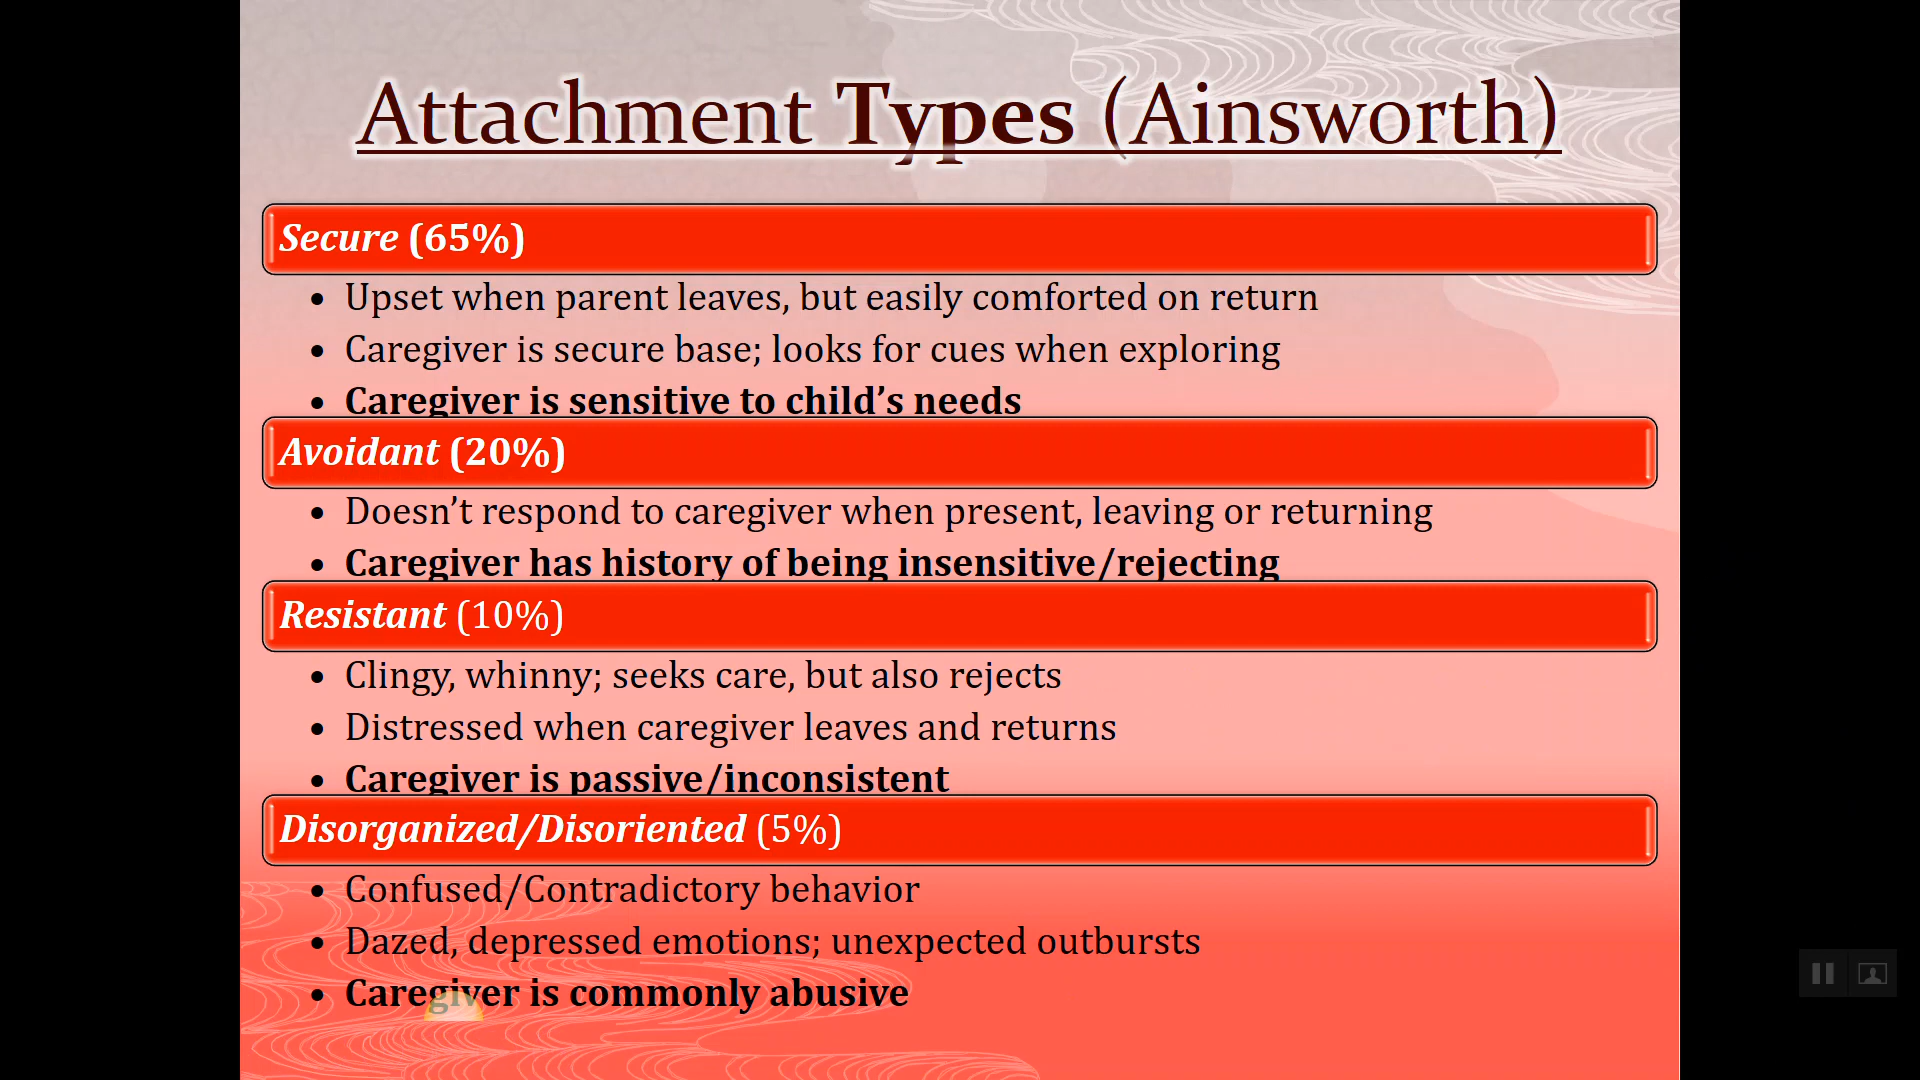 Attachment Types (Ainsworth)
Secure (65%)
• Upset when parent leaves, but easily comforted on return
• Caregiver is secure base; looks for cues when exploring
• Caregiver is sensitive to child’s needs
Avoidant (20%)
• Doesn’t respond to caregiver when present, leaving or returning
• Caregiver has history of being insensitive/rejecting
Resistant (10%)
• Clingy, whinny; seeks care, but also rejects
• Distressed when caregiver leaves and returns
• Caregiver is passive/inconsistent
Disorganized/Disoriented (5%)
• Confused/Contradictory behavior
• Dazed, depressed emotions; unexpected outbursts
• Caregiver is commonly abusive